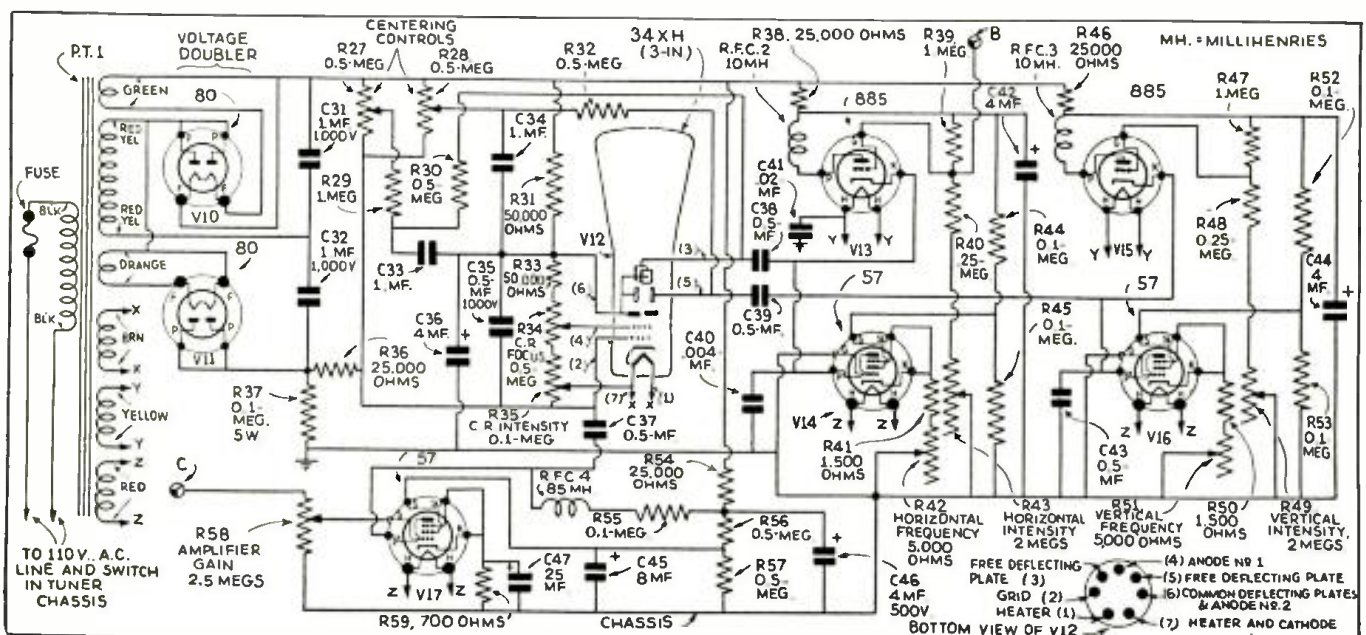 P.T.1
VOLTAGE
DOUBLER
CENTERING
CONTROLS
R27
0.5-MEG
R28
0.5-MEG
R32
0.5-MEG
34XH
(3-IN)
R.F.C.2
10MH
R38, 25,000 OHMS
R39
1 MEG
B
R.F.C.3
10MH.
R46
25000
OHMS
MH. = MILLIHENRIES
R47
1.MEG
R52
0.1-
MEG.
GREEN
80
RED
YEL
P
P
F
F
V10
RED
YEL
FUSE
BLK
BLK
80
ORANGE
F
F
P
P
V11
C31
1.MF.
1000V
R29
1.MEG
C32
1 MF
1,000V
R30
0.5-
MEG
C34
1.MF.
R31
50,000
OHMS
C33
1 MF.
C35
0.5-
MF
1000V
R33
50,000
OHMS
C36
4 MF.
+
R34
C.R
FOCUS
0.5-
MEG
R36
25,000
OHMS
R37
0.1-
MEG.
5 W
R35
C R INTENSITY
0.1-MEG
V12
(3)
(5)
(6)
(4)
(2)
(7)
X
X
(1)
C37
0.5-MF
C41
.02
MF
C38
0.5-
MF
C39
0.5-MF.
C40
.004
MF.
885
V13
H
H
Y
Y
C42
4 MF
+
R40
.25-
MEG
R44
0.1-
MEG
R45
0.1-
MEG.
57
V14
H
H
Z
Z
R41
1,500
OHMS
R42
HORIZONTAL
FREQUENCY
5,000
OHMS
R43
HORIZONTAL
INTENSITY
2 MEGS
885
V15
H
H
Y
Y
R48
0.25-
MEG
C44
4
MF.
+
57
V16
H
H
Z
Z
C43
0.5
MF
R53
0.1
MEG
R51
VERTICAL
FREQUENCY
5,000 OHMS
R50
1,500
OHMS
R49
VERTICAL
INTENSITY,
2 MEGS
X
BRN
X
Y
YELLOW
Y
Z
RED
Z
C
TO 110 V., A.C.
LINE AND SWITCH
IN TUNER
CHASSIS
R58
AMPLIFIER
GAIN
2.5 MEGS
57
V17
Z
Z
R.F.C 4
85 MH
R54
25,000
OHMS
R55
0.1-MEG
R56
0.5-MEG
R57
0.5-
MEG
C47
25
MF
+
C45
8 MF
+
C46
4 MF
500V
+
R59, 700 OHMS
CHASSIS
FREE DEFLECTING
PLATE (3)
GRID (2)
HEATER (1)
(4) ANODE NO 1
(5) FREE DEFLECTING PLATE
(6) COMMON DEFLECTING PLATES
& ANODE NO.2
(7) HEATER AND CATHODE
BOTTOM VIEW OF V12